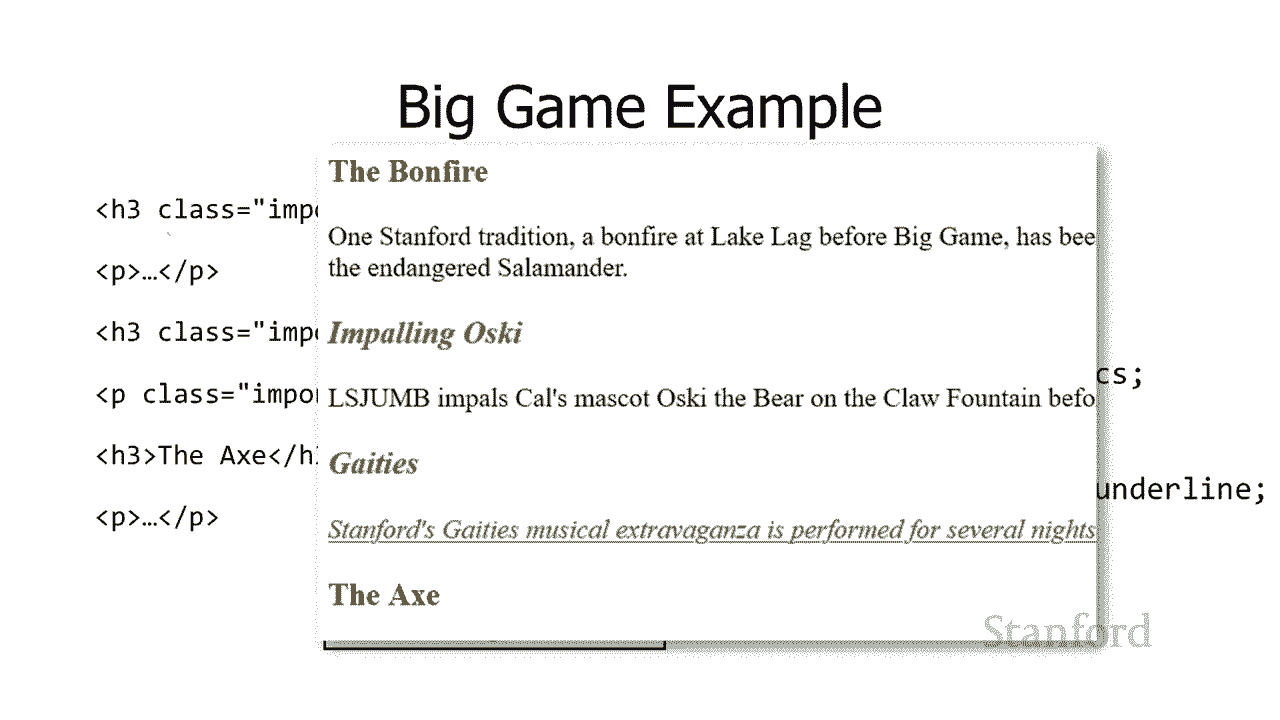 Big Game Example
The Bonfire
<h3 class="impo
One Stanford tradition, a bonfire at Lake Lag before Big Game, has bee
<p>…</p>
the endangered Salamander.
<h3 class="impo
Impalling Oski
cs;
<p class="impor
LSJUMB impals Cal's mascot Oski the Bear on the Claw Fountain befo
<h3>The Axe</h
Gaities
underline;
<p>…</p>
Stanford's Gaities musical extravaganza is performed for several nights
The Axe
Stanford